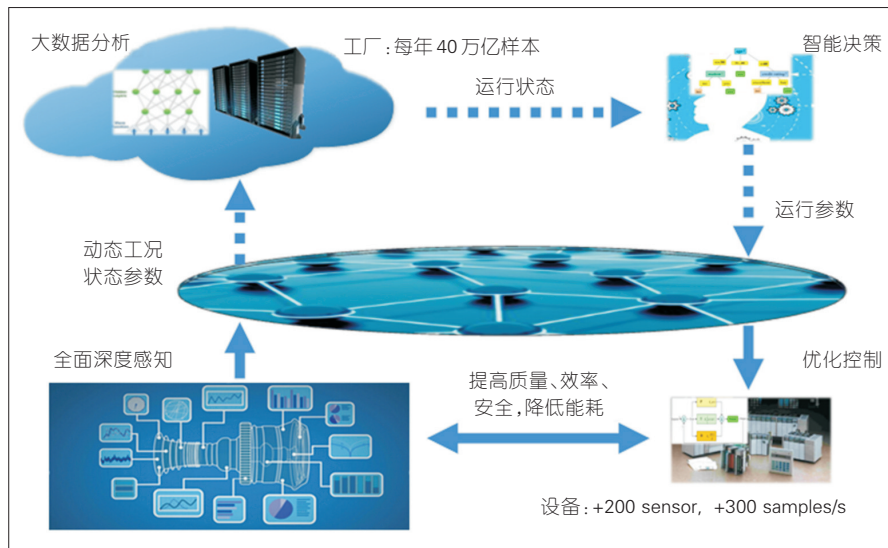 大数据分析
工厂：每年40万亿样本
智能决策
运行状态
运行参数
动态工况
状态参数
全面深度感知
优化控制
提高质量、效率、
安全，降低能耗
设备：+200 sensor, +300 samples/s